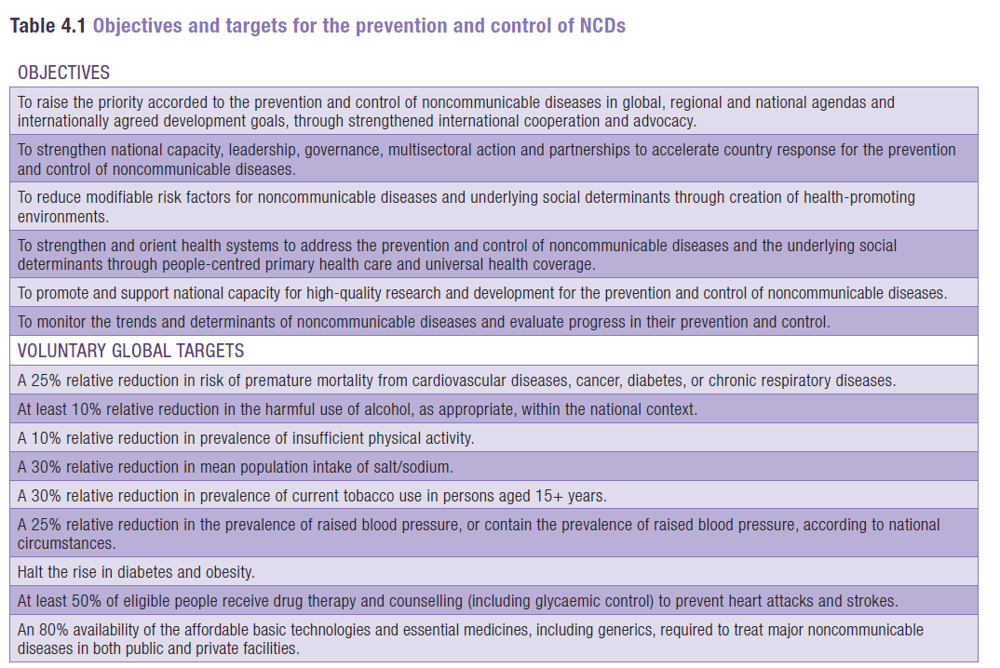 Table 4.1 Objectives and targets for the prevention and control of NCDs
OBJECTIVES
To raise the priority accorded to the prevention and control of noncommunicable diseases in global, regional and national agendas and
internationally agreed development goals, through strengthened international cooperation and advocacy.
To strengthen national capacity, leadership, governance, multisectoral action and partnerships to accelerate country response for the prevention
and control of noncommunicable diseases.
To reduce modifiable risk factors for noncommunicable diseases and underlying social determinants through creation of health-promoting
environments.
To strengthen and orient health systems to address the prevention and control of noncommunicable diseases and the underlying social
determinants through people-centred primary health care and universal health coverage.
To promote and support national capacity for high-quality research and development for the prevention and control of noncommunicable diseases.
To monitor the trends and determinants of noncommunicable diseases and evaluate progress in their prevention and control.
VOLUNTARY GLOBAL TARGETS
A 25% relative reduction in risk of premature mortality from cardiovascular diseases, cancer, diabetes, or chronic respiratory diseases.
At least 10% relative reduction in the harmful use of alcohol, as appropriate, within the national context.
A 10% relative reduction in prevalence of insufficient physical activity.
A 30% relative reduction in mean population intake of salt/sodium.
A 30% relative reduction in prevalence of current tobacco use in persons aged 15+ years.
A 25% relative reduction in the prevalence of raised blood pressure, or contain the prevalence of raised blood pressure, according to national
circumstances.
Halt the rise in diabetes and obesity.
At least 50% of eligible people receive drug therapy and counselling (including glycaemic control) to prevent heart attacks and strokes.
An 80% availability of the affordable basic technologies and essential medicines, including generics, required to treat major noncommunicable
diseases in both public and private facilities.